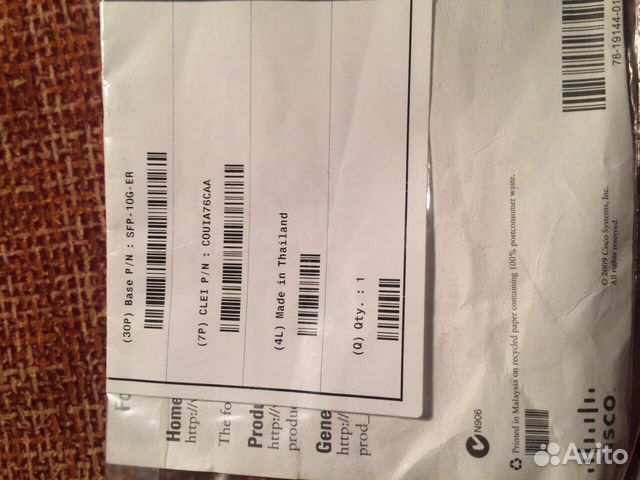 (3OP) Base P/N : SFP-10G-ER
(7P) CLEI P/N : COUIA76CAA
(4L) Made in Thailand
(Q) Qty. : 1
Home
http://
The fo
Produ
http://w
produc
Gene
http://
prod_
N906
Printed in Malaysia on recycled paper containing 100% postconsumer waste.
78-19144-01
© 2009 Cisco Systems, Inc.
All rights reserved.
CISCO
Avito